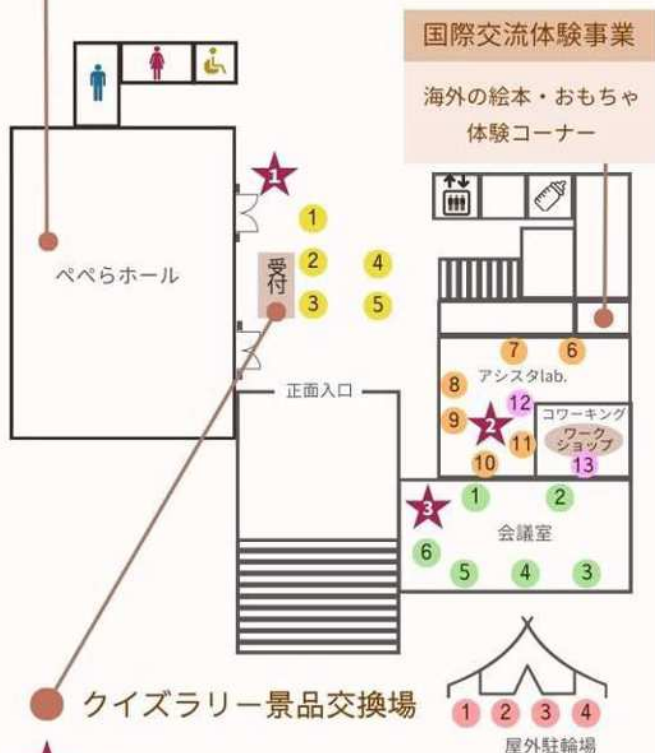 国際交流体験事業
海外の絵本・おもちゃ
体験コーナー
1
1
ぺぺらホール
受付
2
4
3
5
正面入口
7
6
8
アシスタlab.
12
コワーキング
9
2
11
ワーク
ショップ
10
13
3
1
2
会議室
6
5
4
3
クイズラリー景品交換場
1
2
3
4
屋外駐輪場